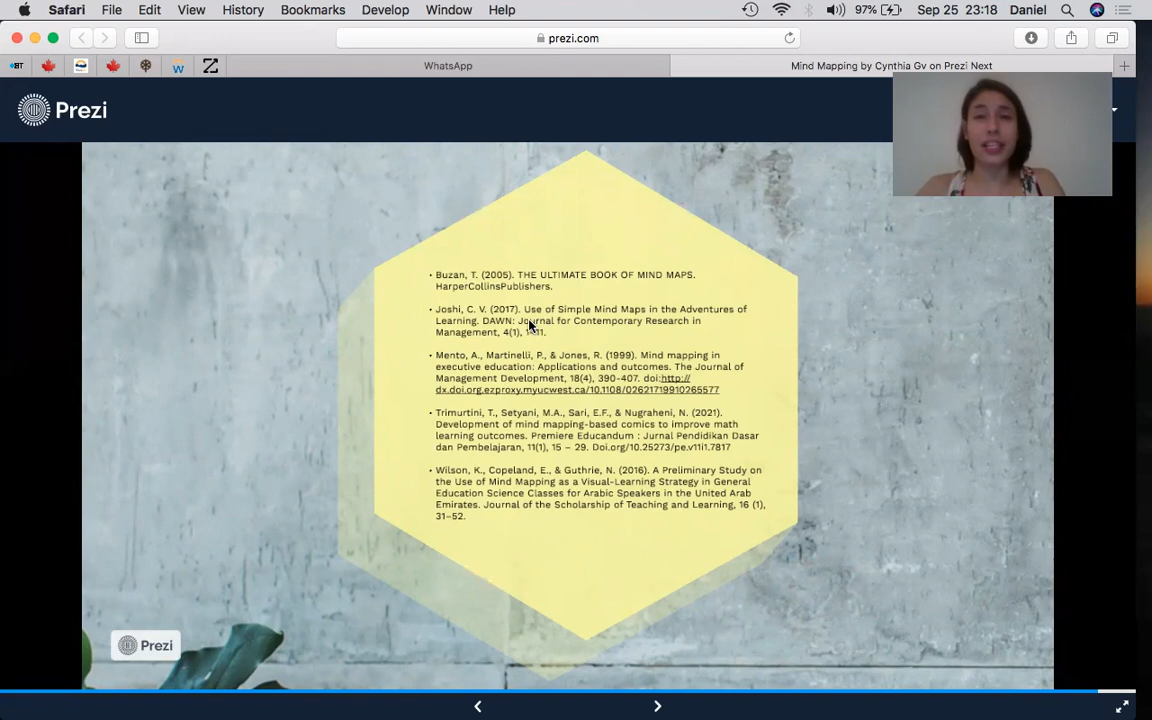 Safari File Edit View History Bookmarks Develop Window Help 97% Sep 25 23:18 Daniel
prezi.com
WhatsApp Mind Mapping by Cynthia Gv on Prezi Next
Prezi
• Buzan, T. (2005). THE ULTIMATE BOOK OF MIND MAPS.
HarperCollinsPublishers.
• Joshi, C. V. (2017). Use of Simple Mind Maps in the Adventures of
Learning. DAWN: Journal for Contemporary Research in
Management, 4(1), 1-11.
• Mento, A., Martinelli, P., & Jones, R. (1999). Mind mapping in
executive education: Applications and outcomes. The Journal of
Management Development, 18(4), 390-407. doi:http://
dx.doi.org.ezproxy.myucwest.ca/10.1108/02621719910265577
• Trimurtini, T., Setyani, M.A., Sari, E.F., & Nugraheni, N. (2021).
Development of mind mapping-based comics to improve math
learning outcomes. Premiere Educandum : Jurnal Pendidikan Dasar
dan Pembelajaran, 11(1), 15 – 29. Doi.org/10.25273/pe.v11i1.7817
• Wilson, K., Copeland, E., & Guthrie, N. (2016). A Preliminary Study on
the Use of Mind Mapping as a Visual-Learning Strategy in General
Education Science Classes for Arabic Speakers in the United Arab
Emirates. Journal of the Scholarship of Teaching and Learning, 16 (1),
31–52.
Prezi